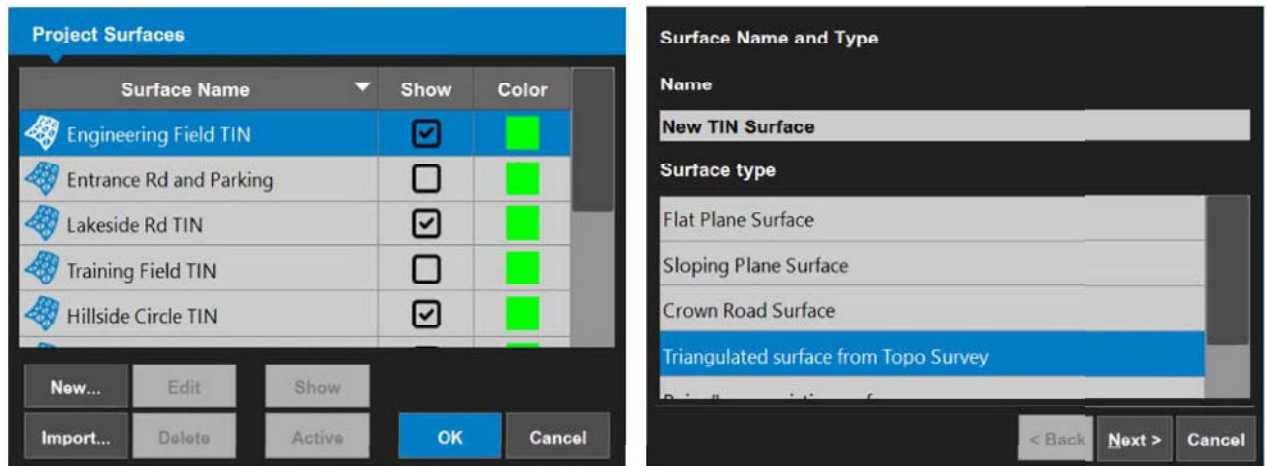 Project Surfaces
Surface Name Show Color
Engineering Field TIN
Entrance Rd and Parking
Lakeside Rd TIN
Training Field TIN
Hillside Circle TIN
New... Edit Show
Import... Delete Active OK Cancel
Surface Name and Type
Name
New TIN Surface
Surface type
Flat Plane Surface
Sloping Plane Surface
Crown Road Surface
Triangulated surface from Topo Survey
< Back Next > Cancel